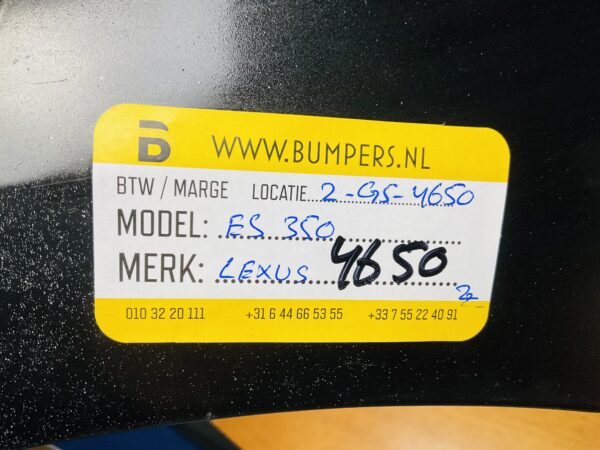 B WWW.BUMPERS.NL
BTW / MARGE LOCATIE 2-GS-4650
MODEL: ES 350
MERK: LEXUS 4650
2
010 32 20 111 +31 6 44 66 53 55 +33 7 55 22 40 91